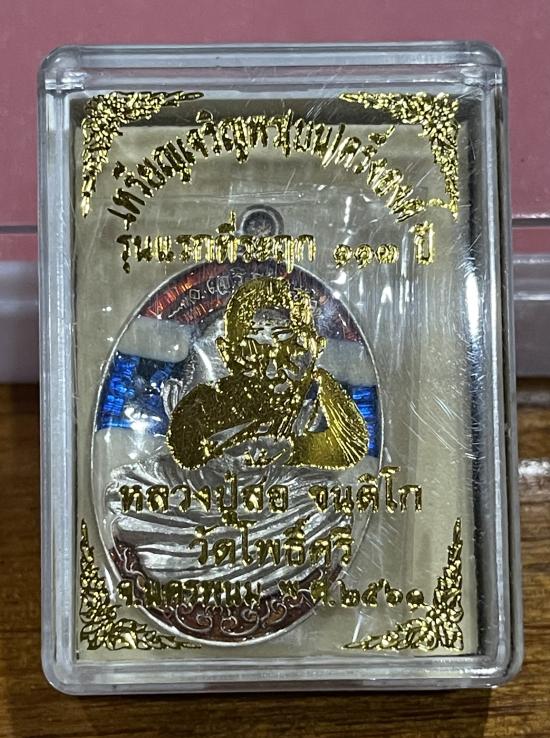 เหรียญเจริญพร(บน)ครึ่งองค์
รุ่นแรกที่ระฤก ๑๑๓ ปี
หลวงปู่สอ ขนฺติโก
วัดโพธิ์ศรี
จ.นครพนม พ.ศ.๒๕๖๑